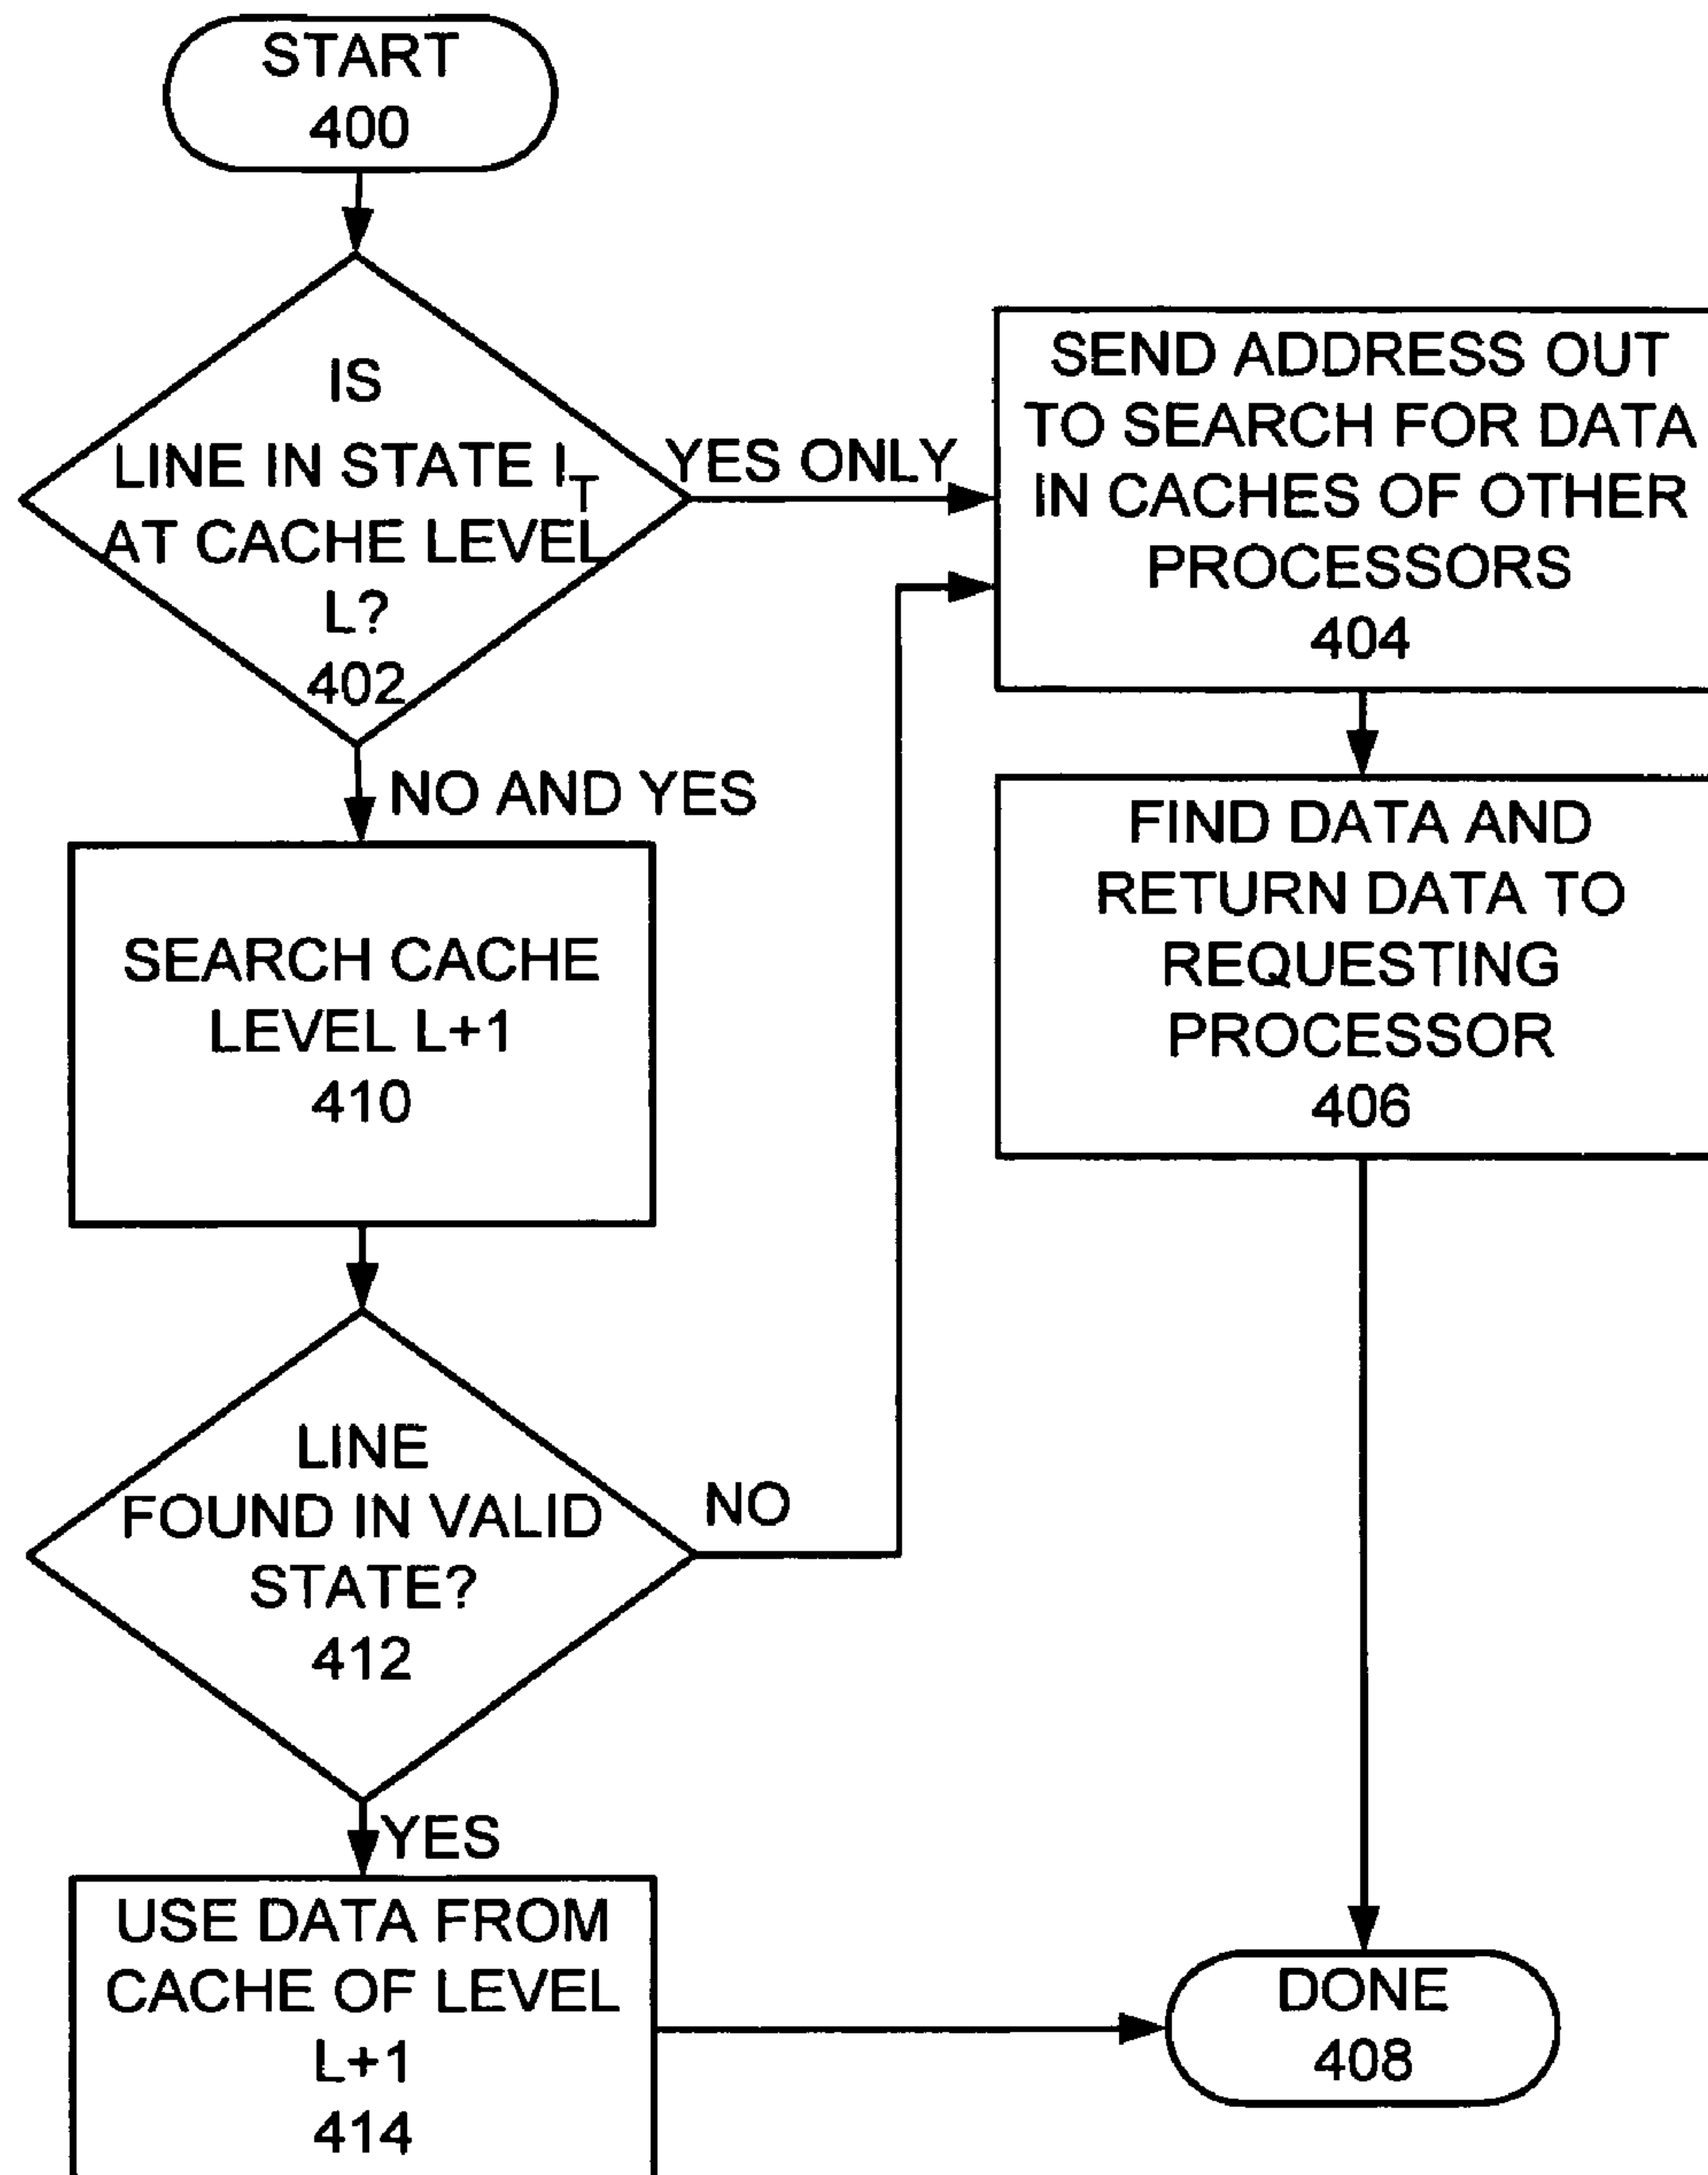 START
400
IS
LINE IN STATE I_T
AT CACHE LEVEL
L?
402
YES ONLY
SEND ADDRESS OUT
TO SEARCH FOR DATA
IN CACHES OF OTHER
PROCESSORS
404
NO AND YES
FIND DATA AND
RETURN DATA TO
REQUESTING
PROCESSOR
406
SEARCH CACHE
LEVEL L+1
410
LINE
FOUND IN VALID
STATE?
412
NO
YES
USE DATA FROM
CACHE OF LEVEL
L+1
414
DONE
408